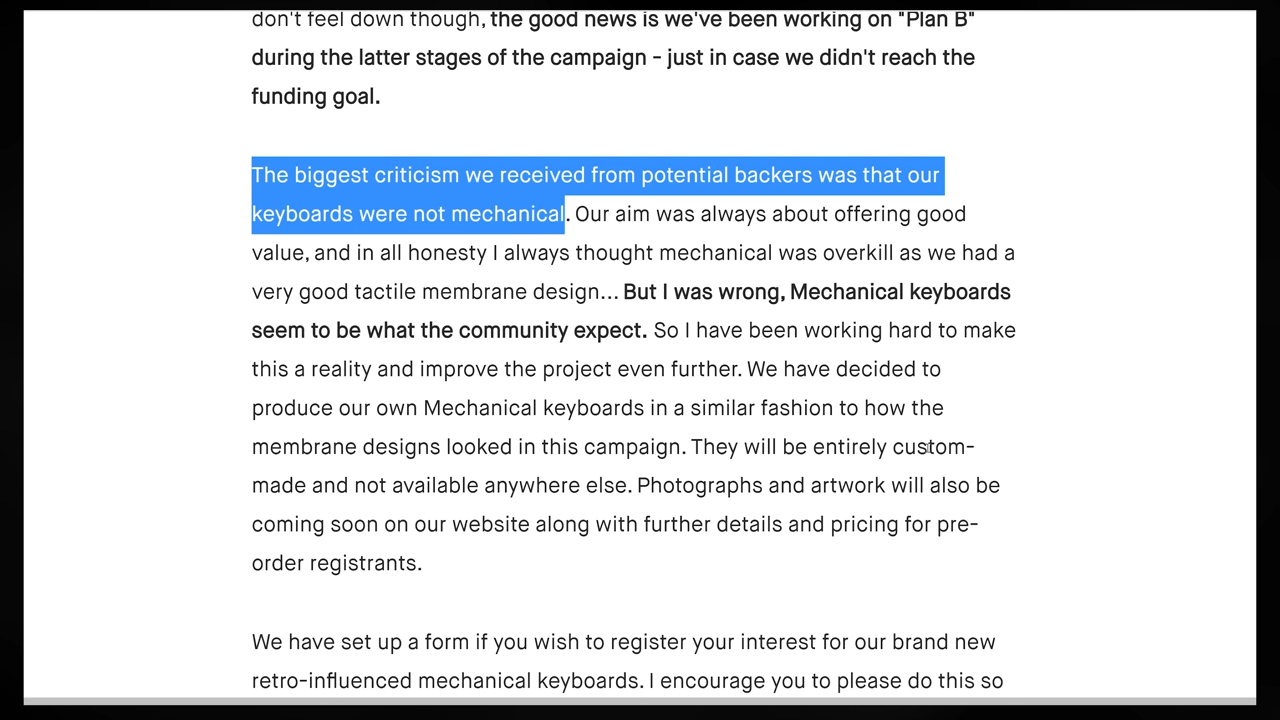 don't feel down though, the good news is we've been working on "Plan B"
during the latter stages of the campaign - just in case we didn't reach the
funding goal.
The biggest criticism we received from potential backers was that our
keyboards were not mechanical. Our aim was always about offering good
value, and in all honesty I always thought mechanical was overkill as we had a
very good tactile membrane design... But I was wrong, Mechanical keyboards
seem to be what the community expect. So I have been working hard to make
this a reality and improve the project even further. We have decided to
produce our own Mechanical keyboards in a similar fashion to how the
membrane designs looked in this campaign. They will be entirely custom-
made and not available anywhere else. Photographs and artwork will also be
coming soon on our website along with further details and pricing for pre-
order registrants.
We have set up a form if you wish to register your interest for our brand new
retro-influenced mechanical keyboards. I encourage you to please do this so